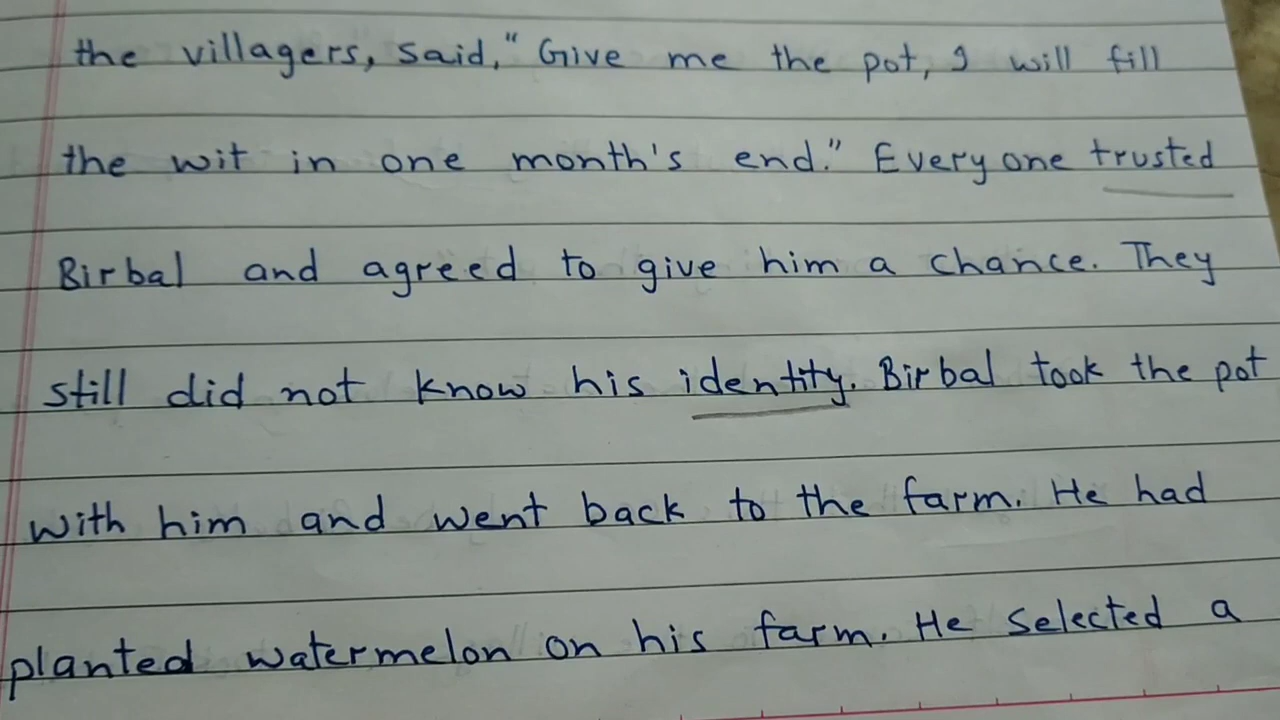 the villagers, said," Give me the pot, I will fill
the wit in one month's end." Everyone trusted
Birbal and agreed to give him a chance. They
still did not know his identity. Birbal took the pot
with him and went back to the farm. He had
planted watermelon on his farm. He selected a